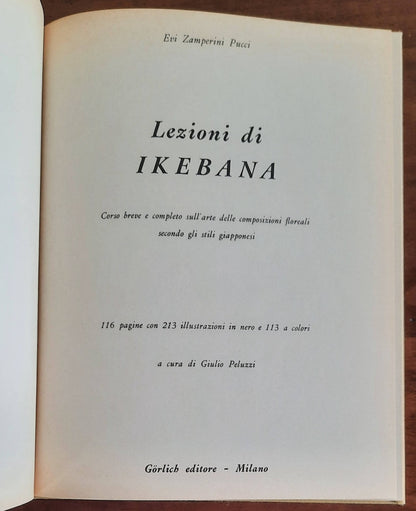 Evi Zamperini Pucci
Lezioni di
IKEBANA
Corso breve e completo sull'arte delle composizioni floreali
secondo gli stili giapponesi
116 pagine con 213 illustrazioni in nero e 113 a colori
a cura di Giulio Peluzzi
Görlich editore - Milano